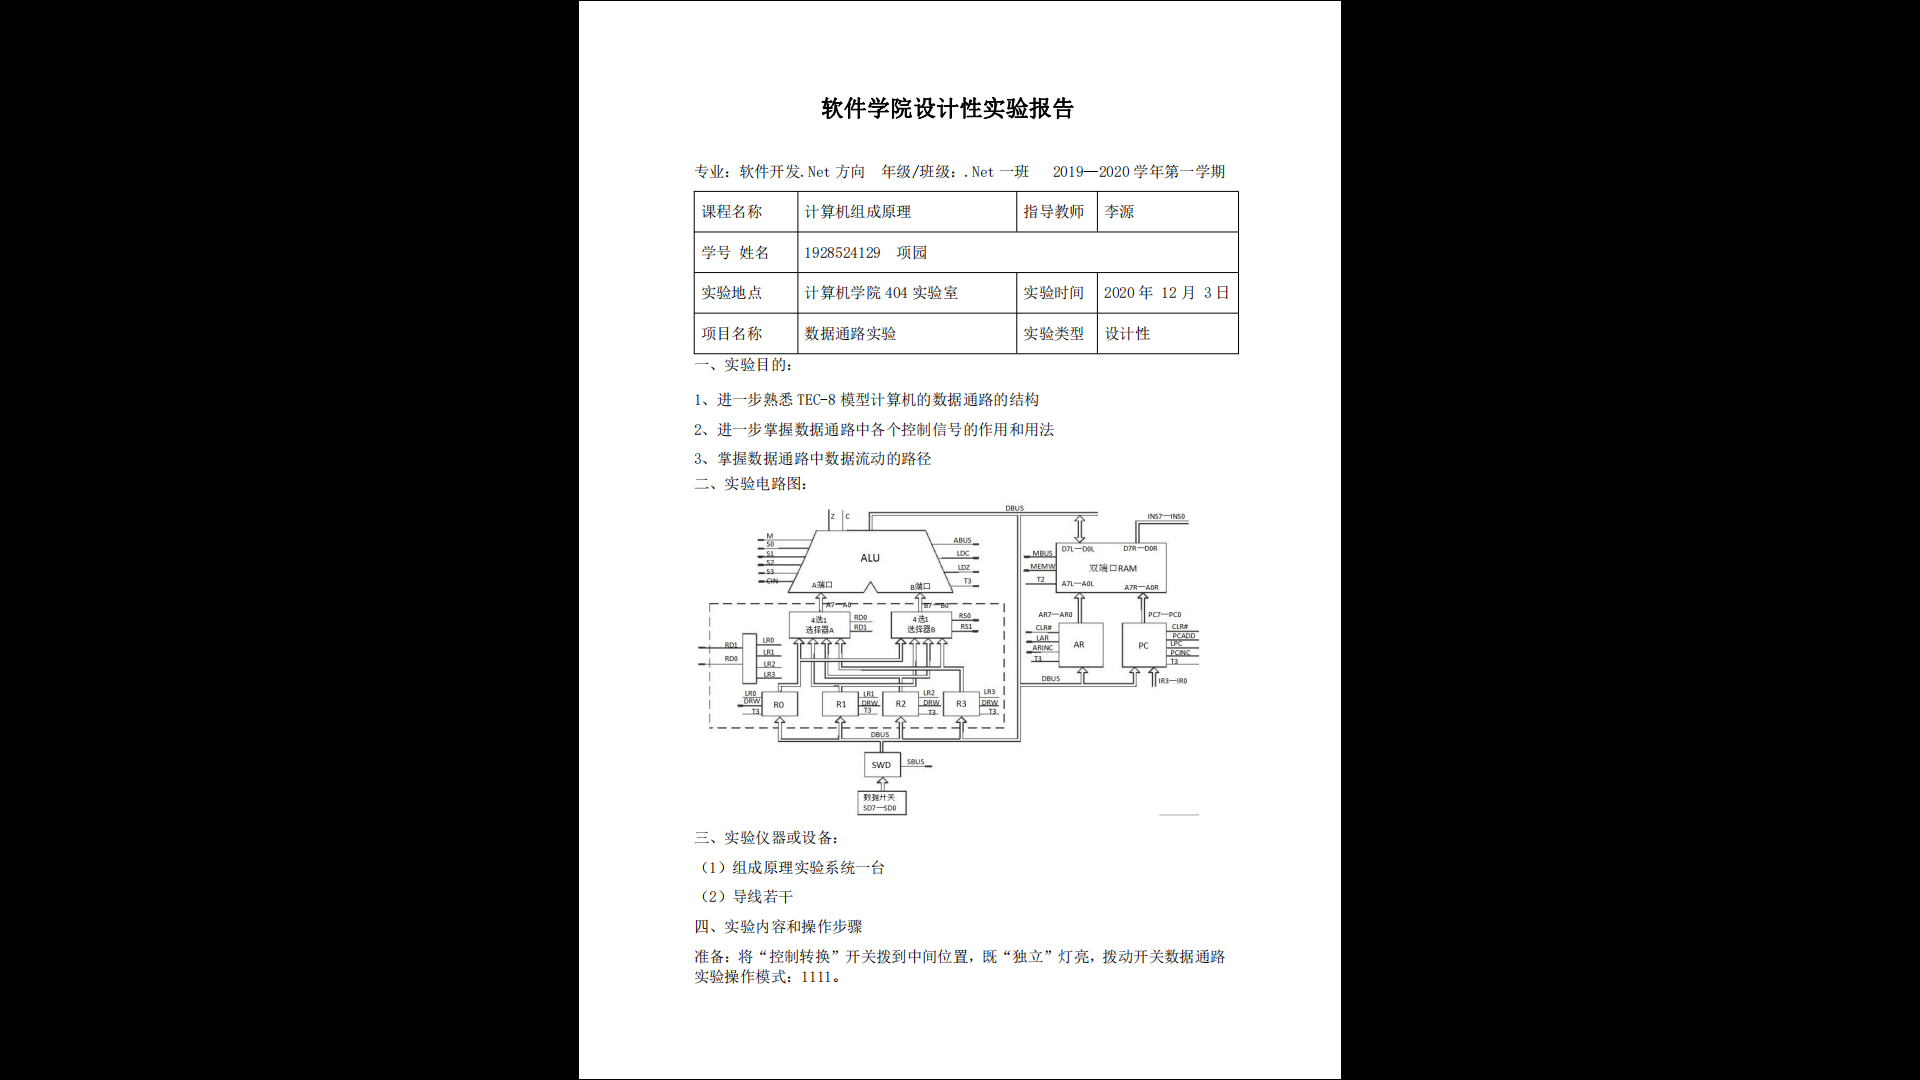 软件学院设计性实验报告
专业：软件开发.Net 方向 年级/班级：.Net 一班 2019—2020 学年第一学期
课程名称 计算机组成原理 指导教师 李源
学号 姓名 1928524129 项园
实验地点 计算机学院 404 实验室 实验时间 2020 年 12 月 3 日
项目名称 数据通路实验 实验类型 设计性
一、实验目的：
1、进一步熟悉 TEC-8 模型计算机的数据通路的结构
2、进一步掌握数据通路中各个控制信号的作用和用法
3、掌握数据通路中数据流动的路径
二、实验电路图：
DBUS
Z C
INS7—INS0
M
S0
S1
S2
S3
CIN
ALU
A端口
B端口
ABUS
LDC
LDZ
T3
MBUS
MEMW
T2
D7L—D0L D7R—D0R
双端口RAM
A7L—A0L A7R—A0R
A7—A0
B7—B0
4选1
选择器A
RD0
RD1
4选1
选择器B
RS0
RS1
AR7—AR0
PC7—PC0
CLR#
LAR
ARINC
T3
AR
PC
CLR#
PCADD
LPC
PCINC
T3
RD1
RD0
LR0
LR1
LR2
LR3
DBUS
IR3—IR0
LR0
DRW
T3
R0
R1
LR1
DRW
T3
R2
LR2
DRW
T3
R3
LR3
DRW
T3
DBUS
SWD
SBUS
数据开关
SD7—SD0
三、实验仪器或设备：
（1）组成原理实验系统一台
（2）导线若干
四、实验内容和操作步骤
准备：将“控制转换”开关拨到中间位置，既“独立”灯亮，拨动开关数据通路
实验操作模式：1111。